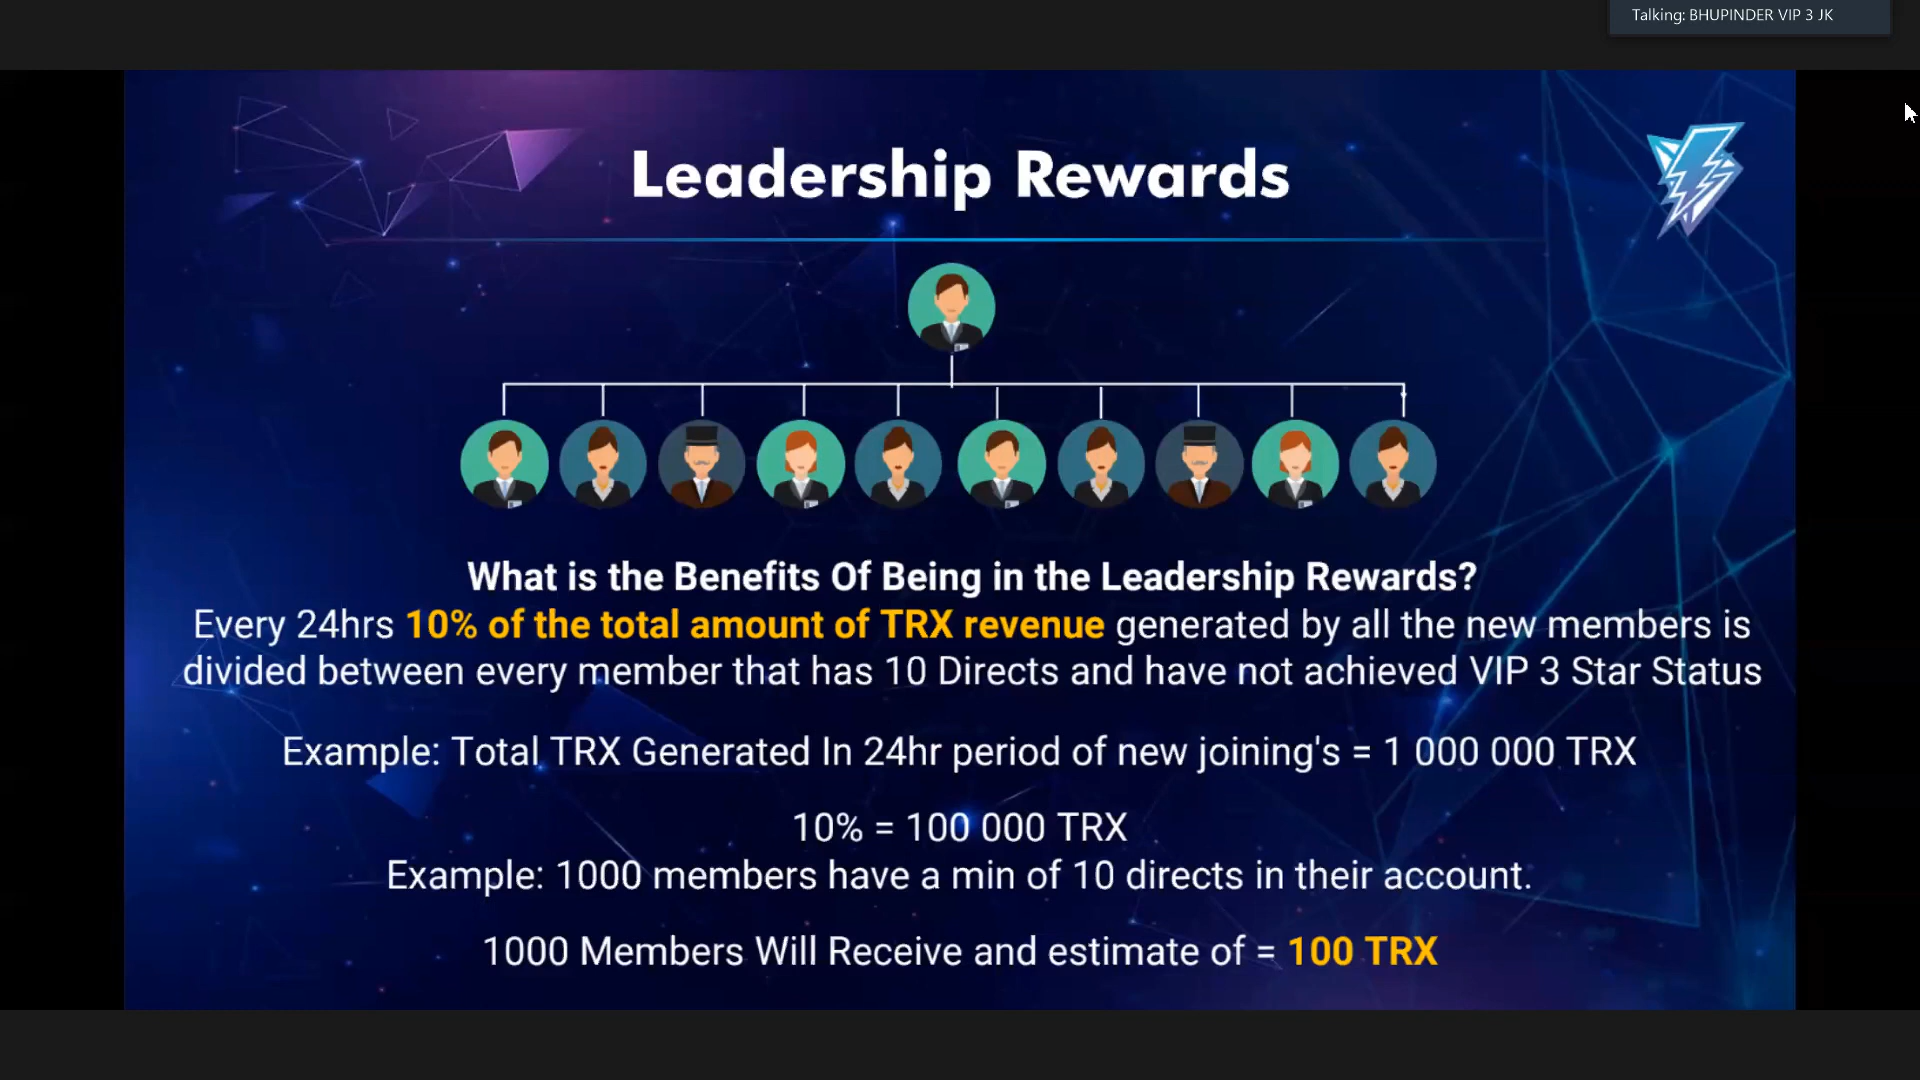 Talking: BHUPINDER VIP 3 JK
Leadership Rewards
What is the Benefits Of Being in the Leadership Rewards?
Every 24hrs 10% of the total amount of TRX revenue generated by all the new members is
divided between every member that has 10 Directs and have not achieved VIP 3 Star Status
Example: Total TRX Generated In 24hr period of new joining's = 1 000 000 TRX
10% = 100 000 TRX
Example: 1000 members have a min of 10 directs in their account.
1000 Members Will Receive and estimate of = 100 TRX